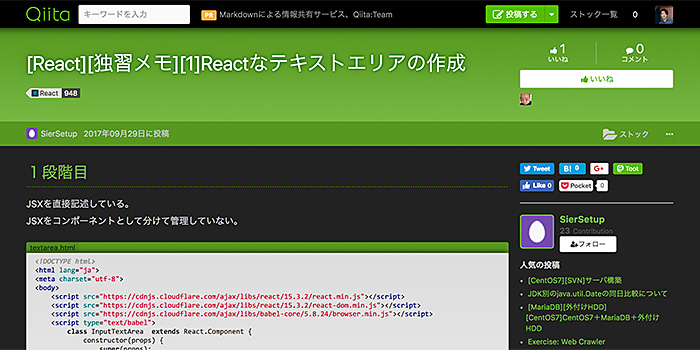 Qiita
キーワードを入力
PR Markdownによる情報共有サービス、Qiita:Team
投稿する
ストック一覧
0
[React][独習メモ][1]Reactなテキストエリアの作成
React 948
1
いいね
0
コメント
いいね
SierSetup 2017年09月29日に投稿
ストック
1 段階目
JSXを直接記述している。
JSXをコンポーネントとして分けて管理していない。
textarea.html
<!DOCTYPE html>
<html lang="ja">
<meta charset="utf-8">
<body>
<script src="https://cdnjs.cloudflare.com/ajax/libs/react/15.3.2/react.min.js"></script>
<script src="https://cdnjs.cloudflare.com/ajax/libs/react/15.3.2/react-dom.min.js"></script>
<script src="https://cdnjs.cloudflare.com/ajax/libs/babel-core/5.8.24/browser.min.js"></script>
<script type="text/babel">
class InputTextArea extends React.Component {
constructor(props) {
super(props);
Tweet
B! 0
G+
Toot
Like 0
Pocket 0
SierSetup
23 Contribution
フォロー
人気の投稿
[CentOS7][SVN]サーバ構築
JDK別のjava.util.Dateの同日比較について
[MariaDB][外付けHDD]
[CentOS7]CentOS7＋MariaDB＋外付け
HDD
Exercise: Web Crawler